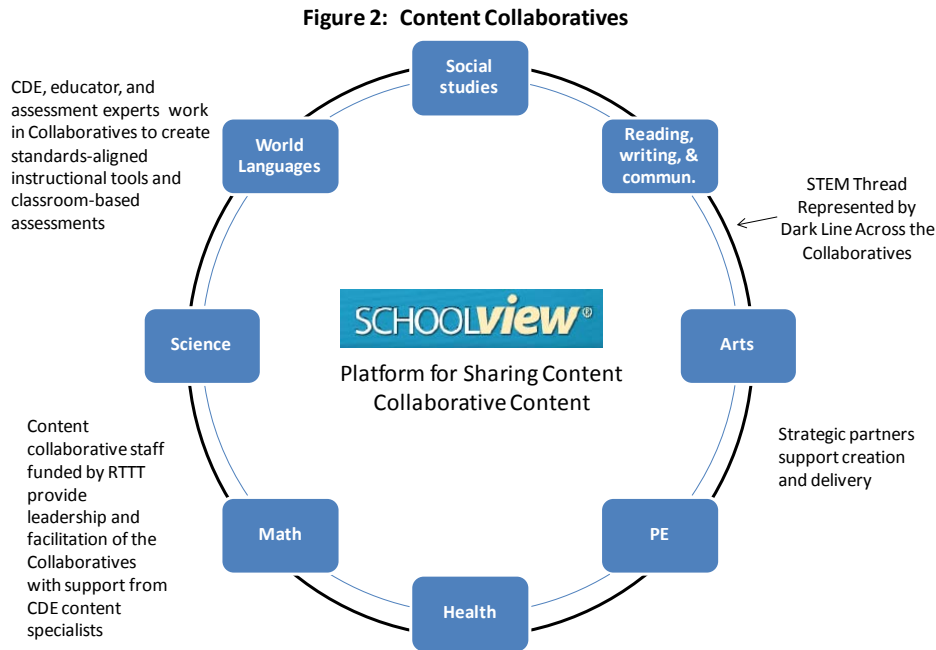 Figure 2: Content Collaboratives
Social
studies
CDE, educator, and
assessment experts work
in Collaboratives to create
standards-aligned
instructional tools and
classroom-based
assessments
World
Languages
Reading,
writing, &
commun.
STEM Thread
Represented by
Dark Line Across the
Collaboratives
SCHOOLVIEW®
Platform for Sharing Content
Collaborative Content
Science
Arts
Content
collaborative staff
funded by RTTT
provide
leadership and
facilitation of the
Collaboratives
with support from
CDE content
specialists
Strategic partners
support creation
and delivery
Math
PE
Health